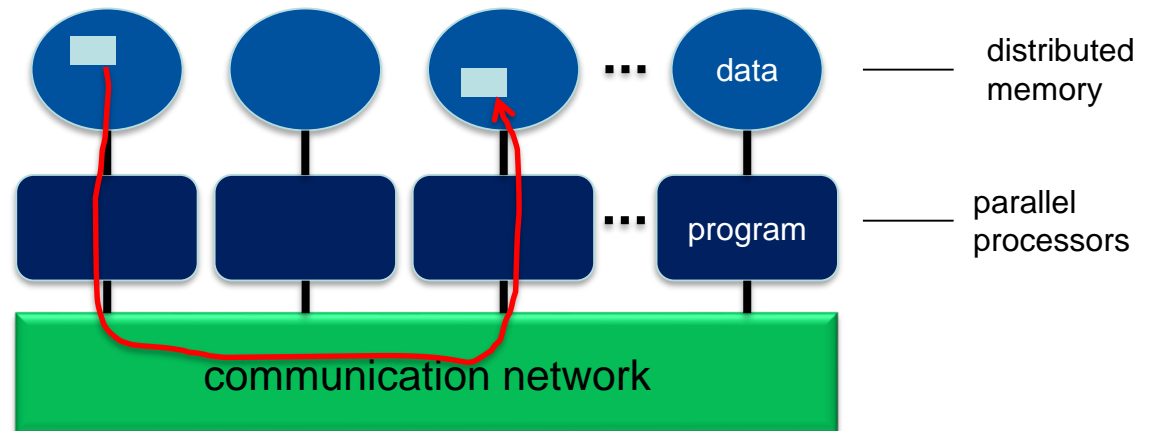 ...
data
distributed
memory
...
program
parallel
processors
communication network